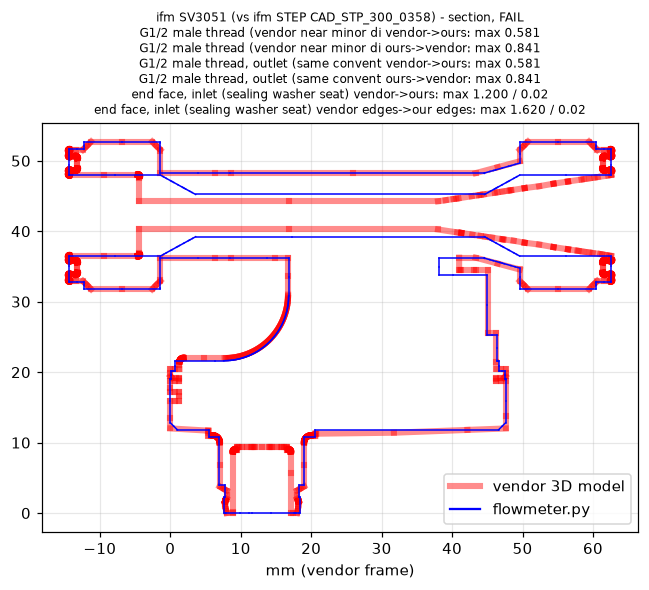 ifm SV3051 (vs ifm STEP CAD_STP_300_0358) - section, FAIL
G1/2 male thread (vendor near minor di vendor->ours: max 0.581
G1/2 male thread (vendor near minor di ours->vendor: max 0.841
G1/2 male thread, outlet (same convent vendor->ours: max 0.581
G1/2 male thread, outlet (same convent ours->vendor: max 0.841
end face, inlet (sealing washer seat) vendor->ours: max 1.200 / 0.02
end face, inlet (sealing washer seat) vendor edges->our edges: max 1.620 / 0.02
50
40
30
20
10
0
vendor 3D model
flowmeter.py
−10 0 10 20 30 40 50 60
mm (vendor frame)